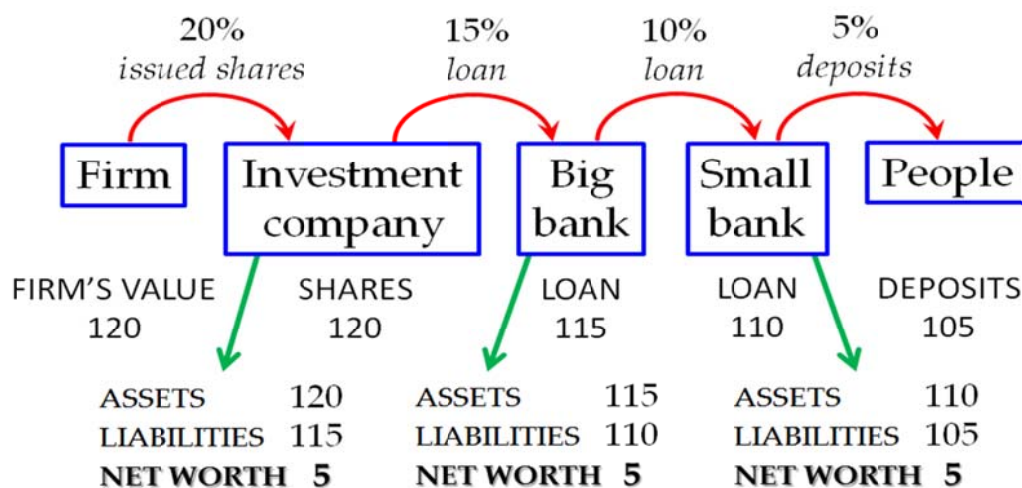 20% 15% 10% 5%
issued shares loan loan deposits
Firm Investment company Big bank Small bank People
FIRM'S VALUE SHARES LOAN LOAN DEPOSITS
120 120 115 110 105
ASSETS 120 ASSETS 115 ASSETS 110
LIABILITIES 115 LIABILITIES 110 LIABILITIES 105
NET WORTH 5 NET WORTH 5 NET WORTH 5